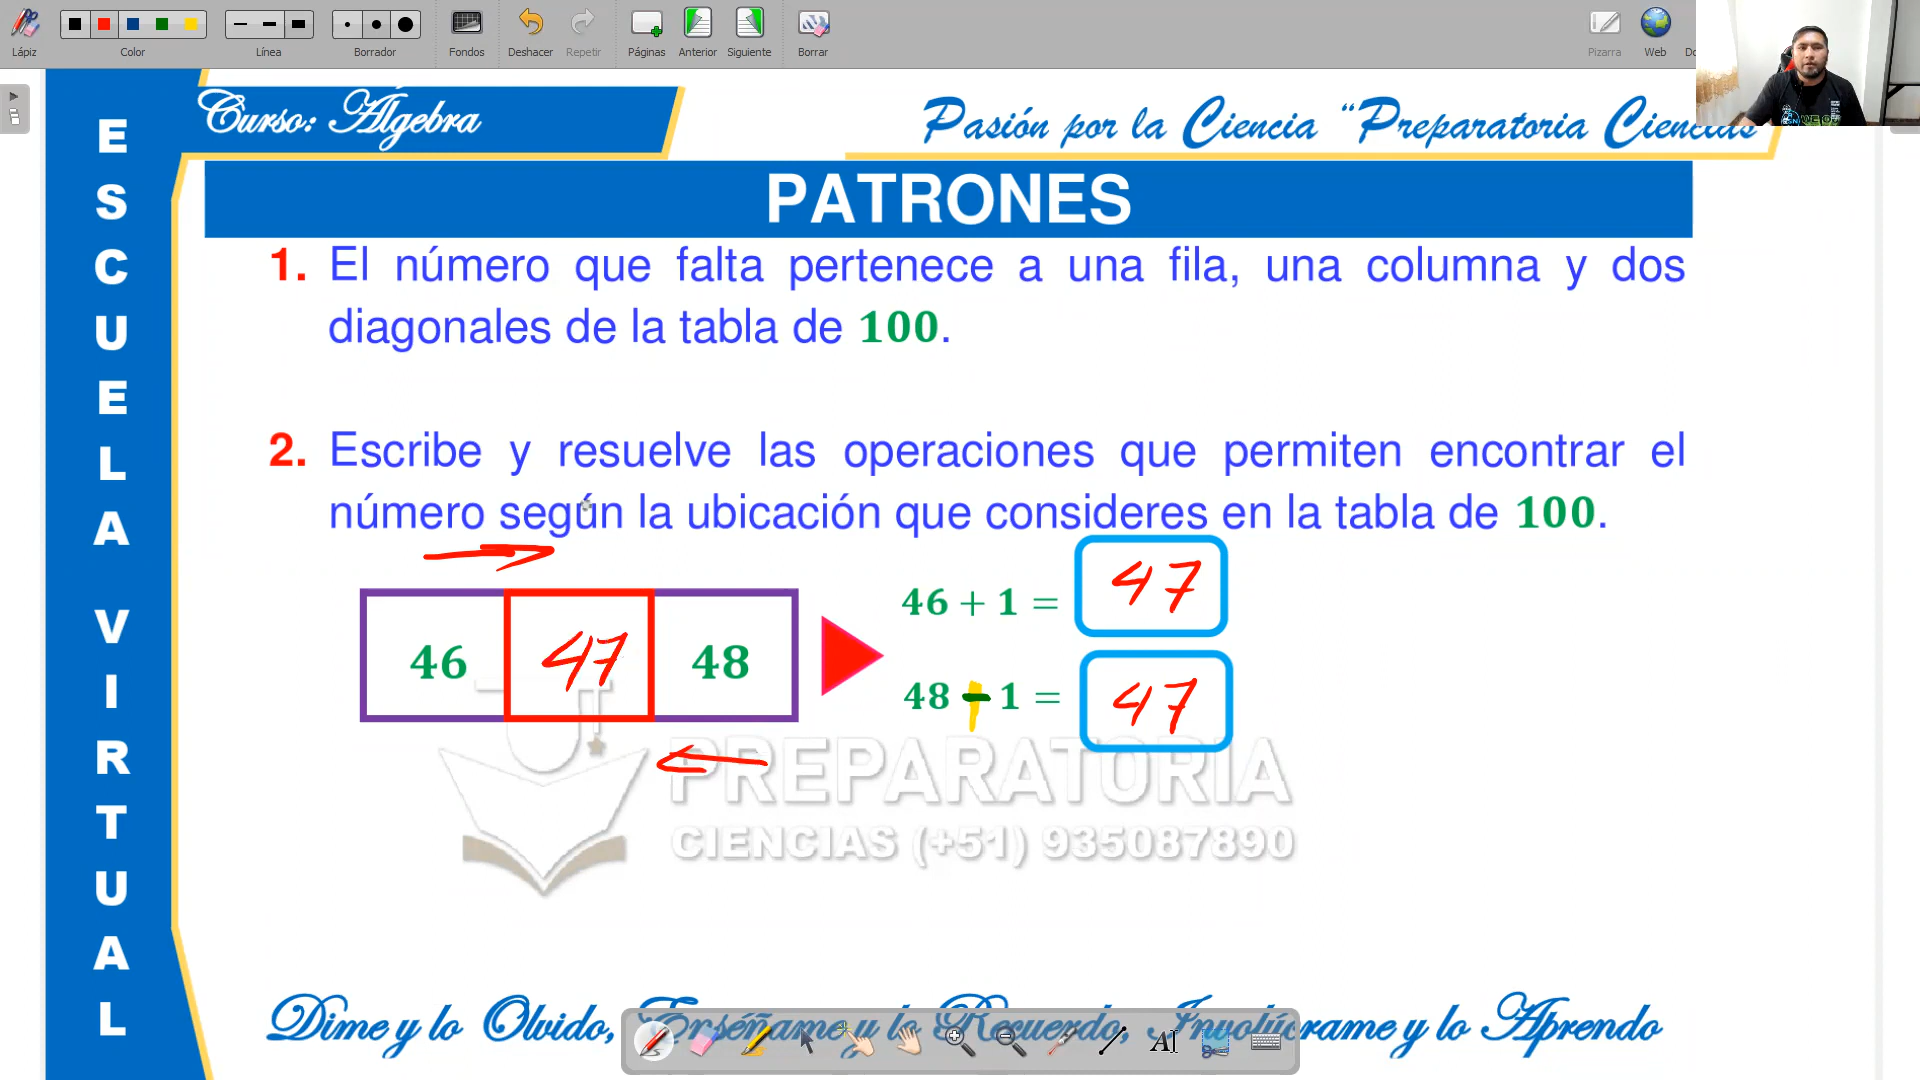 Lápiz
Color
Línea
Borrador
Fondos
Deshacer
Repetir
Páginas
Anterior
Siguiente
Borrar
Pizarra
Web
Curso: Álgebra
Pasión por la Ciencia “Preparatoria Ciencias
ESCUELA VIRTUAL
PATRONES
1. El número que falta pertenece a una fila, una columna y dos
diagonales de la tabla de 100.
2. Escribe y resuelve las operaciones que permiten encontrar el
número según la ubicación que consideres en la tabla de 100.
46 47 48
46 + 1 = 47
48 - 1 = 47
PREPARATORIA
CIENCIAS (+51) 935087890
Dime y lo Olvido, Enséñame y lo Recuerdo, Involúcrame y lo Aprendo